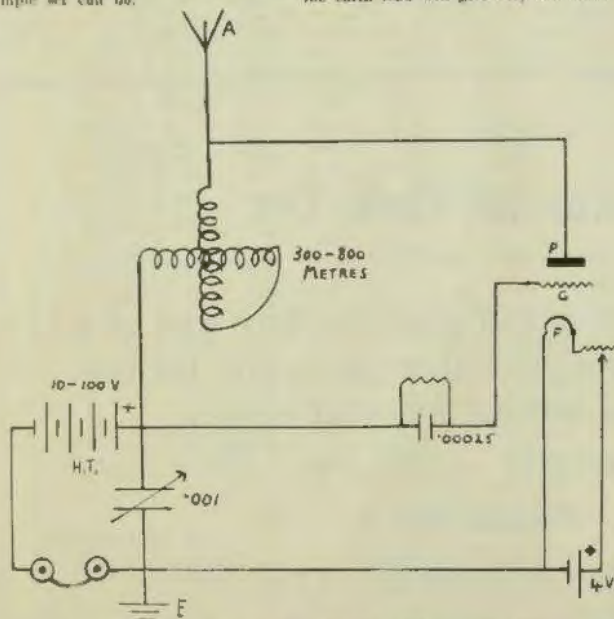 A
300-800
METRES
P
G
F
10-100 V
+
H.T.
.00025
.001
+
4V
E